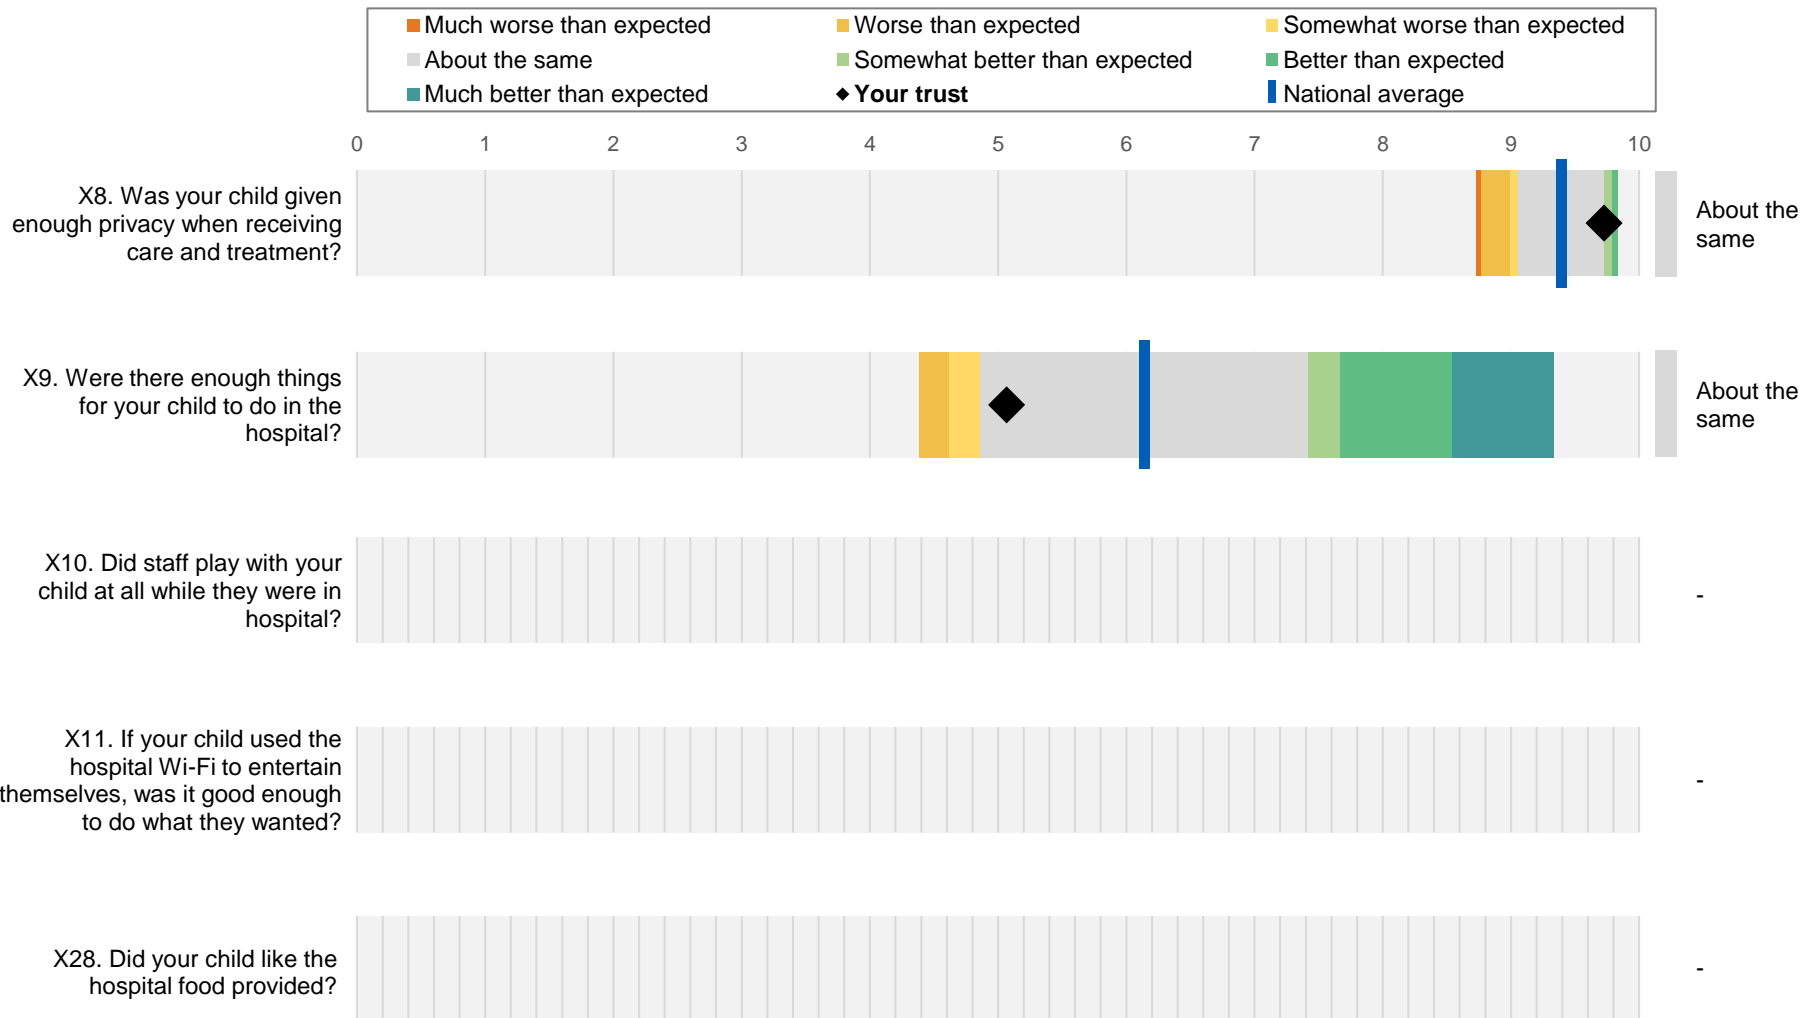 Much worse than expected
Worse than expected
Somewhat worse than expected
About the same
Somewhat better than expected
Better than expected
Much better than expected
Your trust
National average
0 1 2 3 4 5 6 7 8 9 10
X8. Was your child given
enough privacy when receiving
care and treatment?
About the
same
X9. Were there enough things
for your child to do in the
hospital?
About the
same
X10. Did staff play with your
child at all while they were in
hospital?
-
X11. If your child used the
hospital Wi-Fi to entertain
themselves, was it good enough
to do what they wanted?
-
X28. Did your child like the
hospital food provided?
-